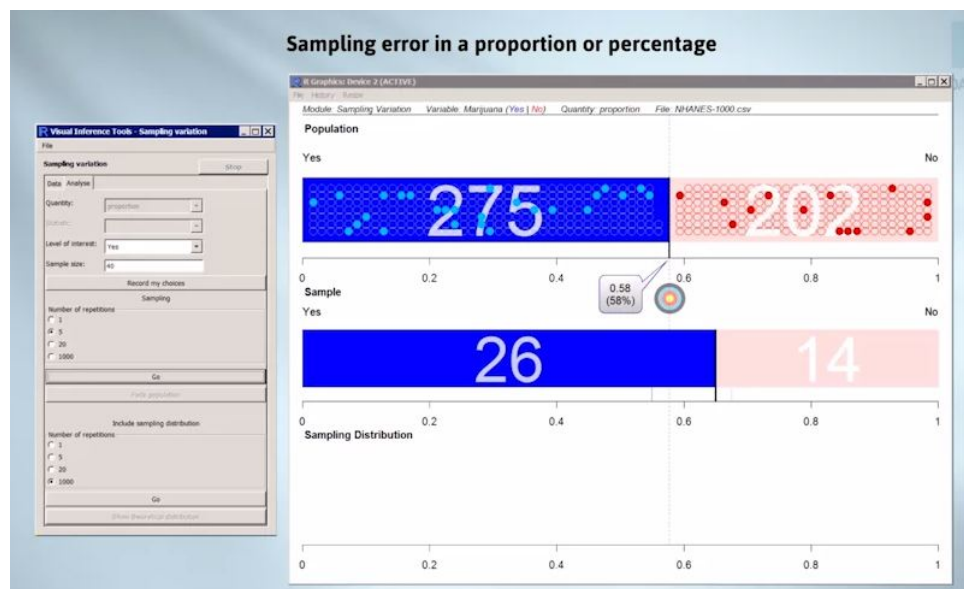 Sampling error in a proportion or percentage
R Graphics: Device 2 (ACTIVE)
File History Resize
Module: Sampling Variation Variable: Marijuana (Yes | No) Quantity: proportion File: NHANES-1000.csv
Population
Yes No
275 202
0 0.2 0.4 0.6 0.8 1
0.58
(58%)
Sample
Yes No
26 14
0 0.2 0.4 0.6 0.8 1
Sampling Distribution
0 0.2 0.4 0.6 0.8 1
Visual Inference Tools - Sampling variation
File
Sampling variation Stop
Data Analyse
Quantity: proportion
Statistic:
Level of interest: Yes
Sample size: 40
Record my choices
Sampling
Number of repetitions
1
5
20
1000
Go
Fade population
Include sampling distribution
Number of repetitions
1
5
20
1000
Go
Show theoretical distribution